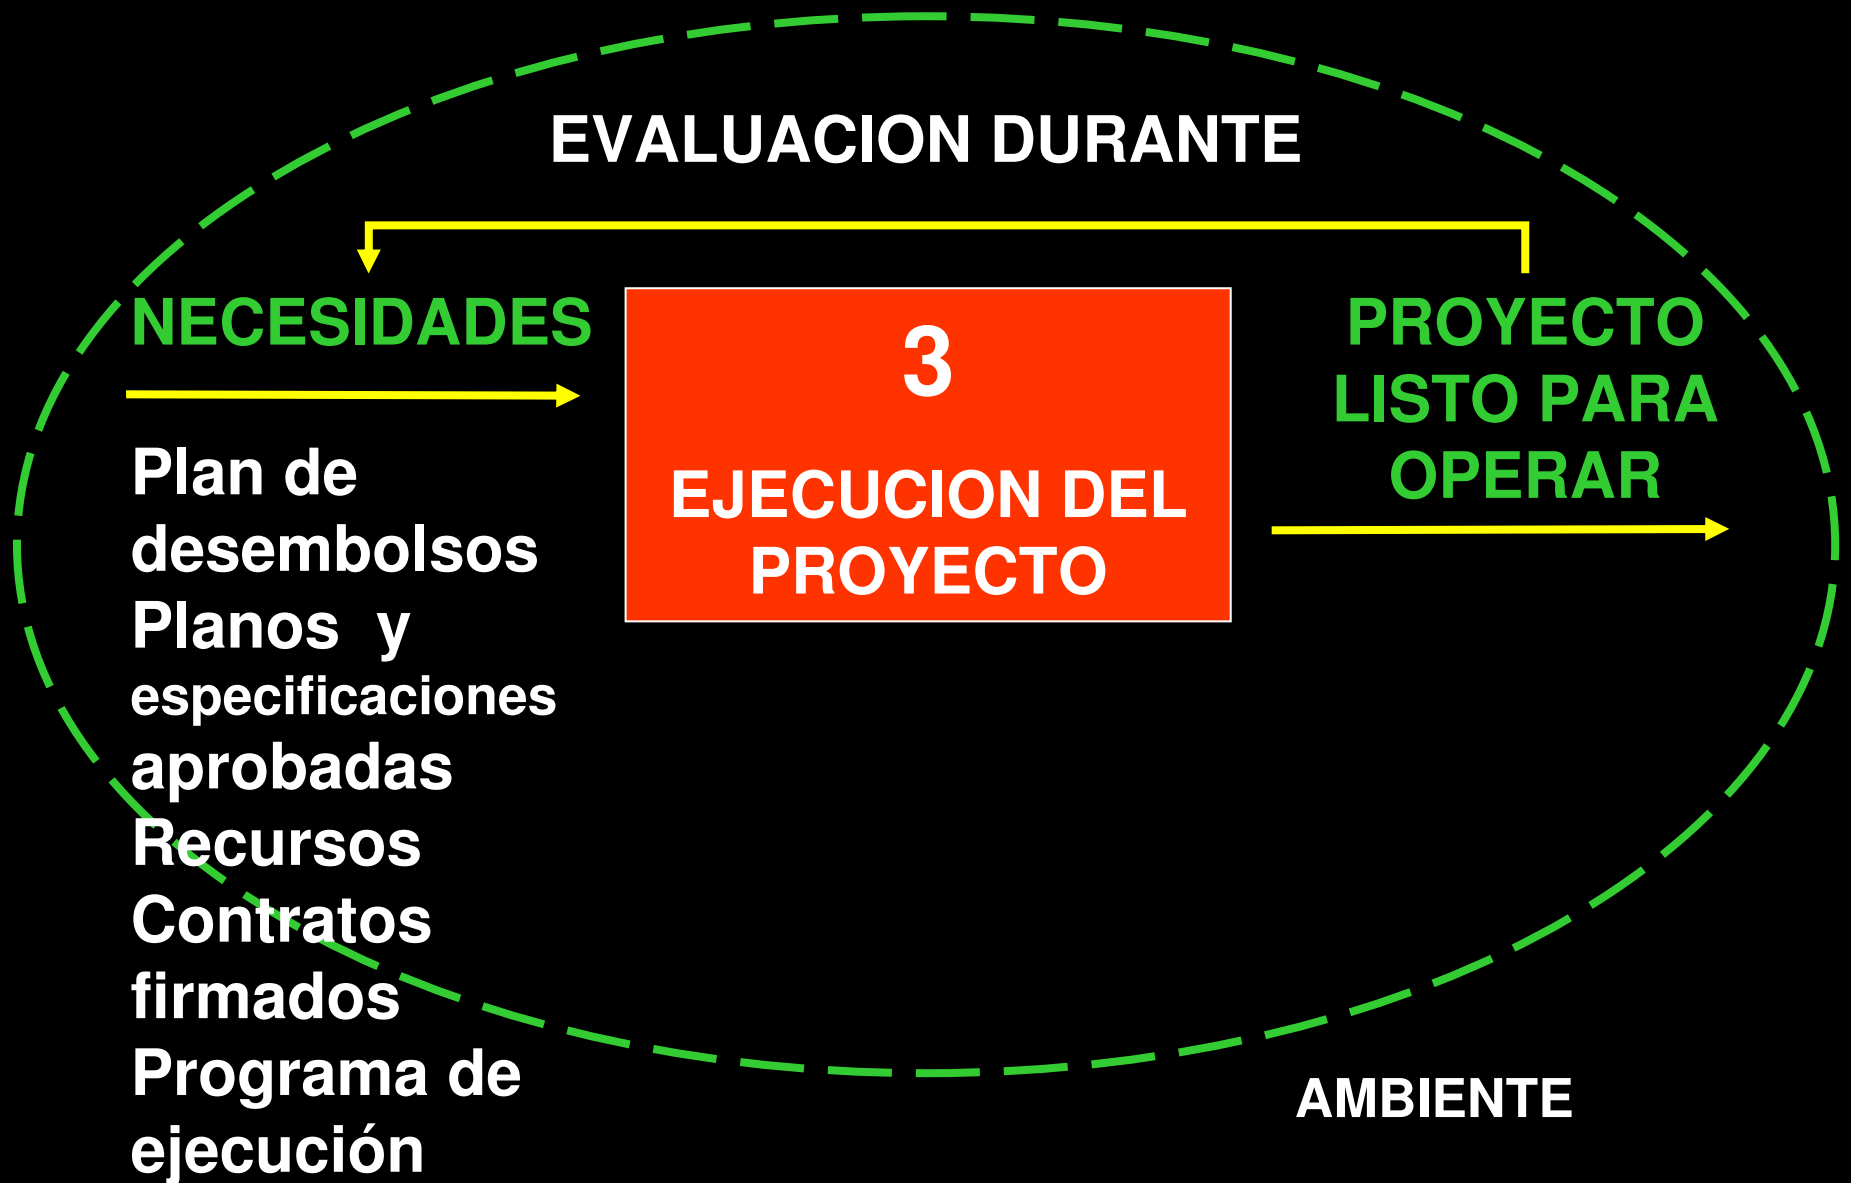 EVALUACION DURANTE
NECESIDADES
Plan de
desembolsos
Planos y
especificaciones
aprobadas
Recursos
Contratos
firmados
Programa de
ejecución
3
EJECUCION DEL
PROYECTO
PROYECTO
LISTO PARA
OPERAR
AMBIENTE